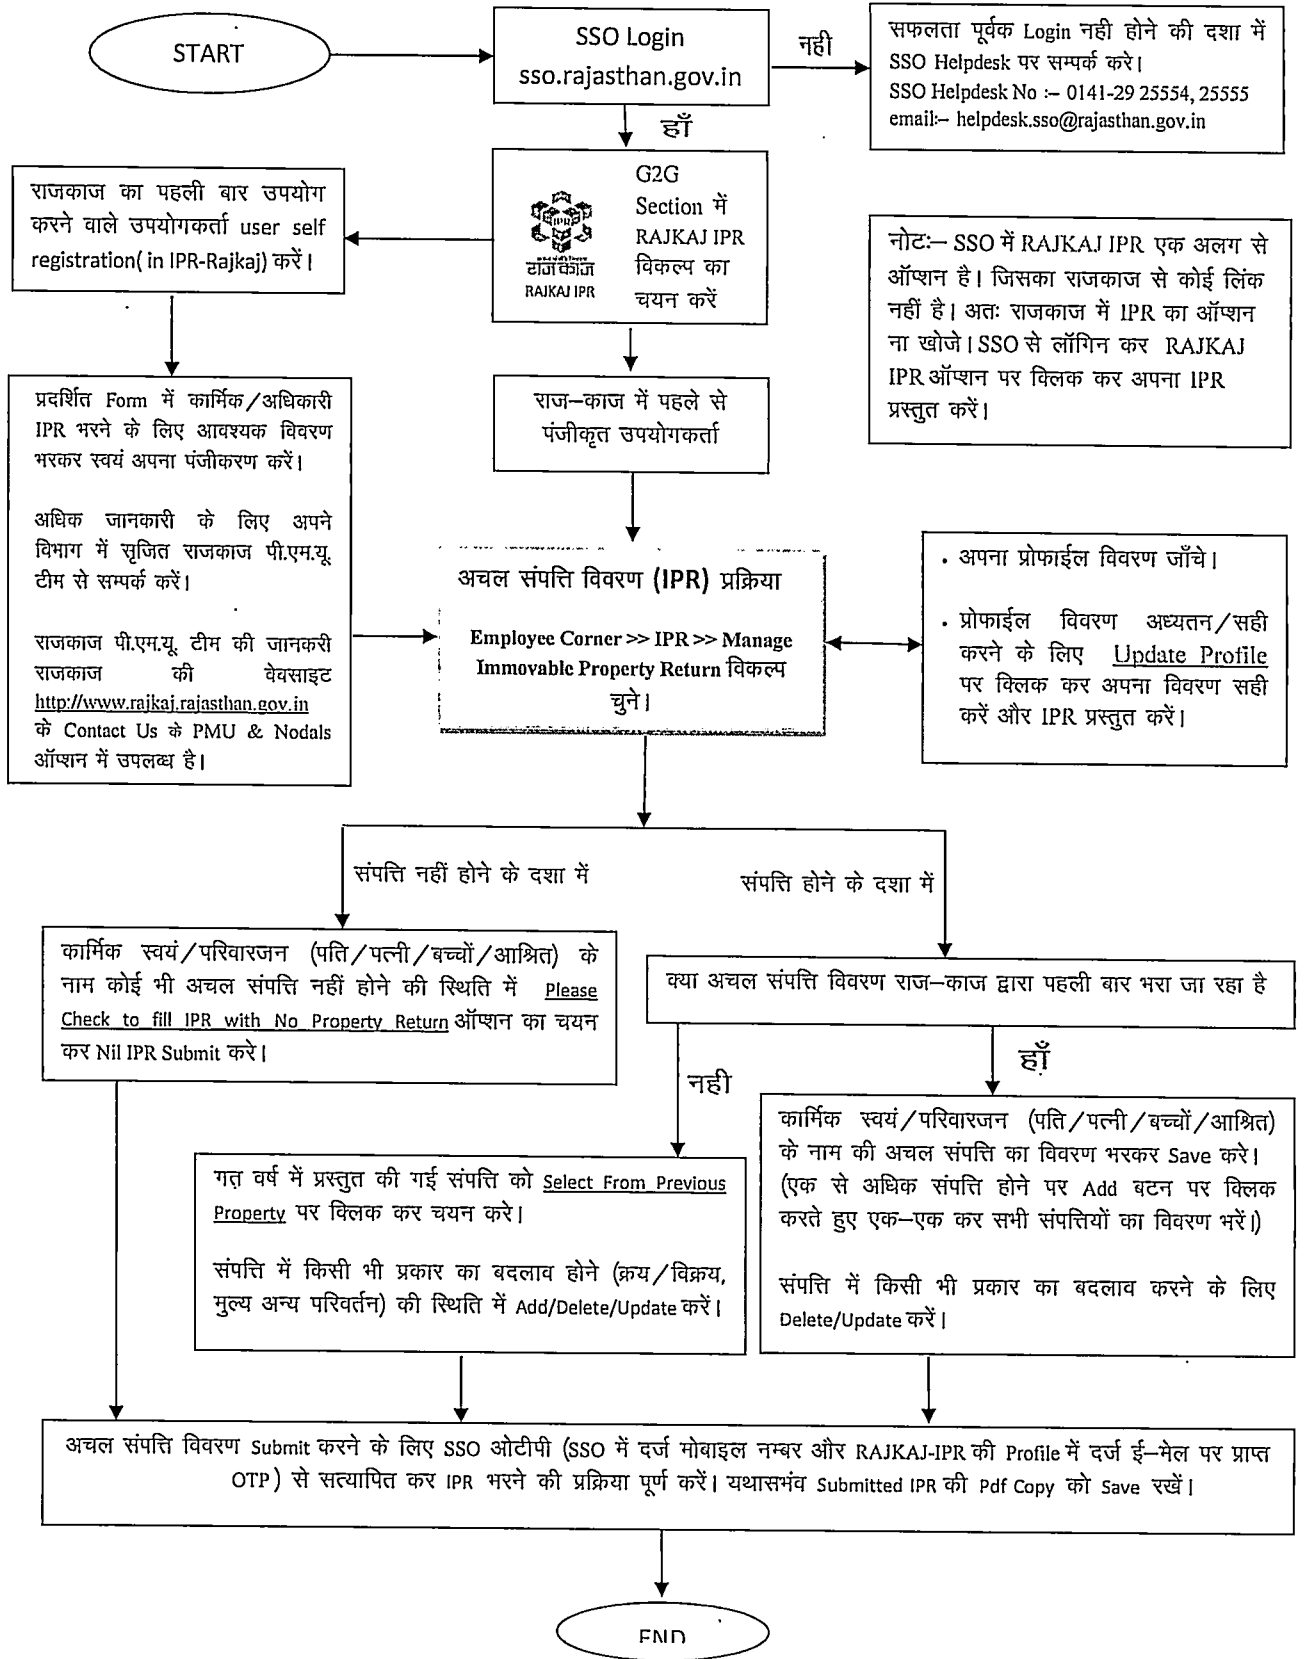 START
SSO Login
sso.rajasthan.gov.in
नही
सफलता पूर्वक Login नही होने की दशा में
SSO Helpdesk पर सम्पर्क करे।
SSO Helpdesk No :– 0141-29 25554, 25555
email:– helpdesk.sso@rajasthan.gov.in
हाँ
राजकाज का पहली बार उपयोग
करने वाले उपयोगकर्ता user self
registration( in IPR-Rajkaj) करें।
IPR
राजकाज
RAJKAJ IPR
G2G
Section में
RAJKAJ IPR
विकल्प का
चयन करें
नोटः– SSO में RAJKAJ IPR एक अलग से
ऑप्शन है। जिसका राजकाज से कोई लिंक
नहीं है। अतः राजकाज में IPR का ऑप्शन
ना खोजे। SSO से लॉगिन कर RAJKAJ
IPR ऑप्शन पर क्लिक कर अपना IPR
प्रस्तुत करें।
प्रदर्शित Form में कार्मिक/अधिकारी
IPR भरने के लिए आवश्यक विवरण
भरकर स्वयं अपना पंजीकरण करें।
अधिक जानकारी के लिए अपने
विभाग में सृजित राजकाज पी.एम.यू.
टीम से सम्पर्क करें।
राजकाज पी.एम.यू. टीम की जानकरी
राजकाज की वेवसाइट
http://www.rajkaj.rajasthan.gov.in
के Contact Us के PMU & Nodals
ऑप्शन में उपलब्ध है।
राज–काज में पहले से
पंजीकृत उपयोगकर्ता
अचल संपत्ति विवरण (IPR) प्रक्रिया
Employee Corner >> IPR >> Manage
Immovable Property Return विकल्प
चुने।
• अपना प्रोफाईल विवरण जाँचे।
• प्रोफाईल विवरण अध्यतन/सही
करने के लिए Update Profile
पर क्लिक कर अपना विवरण सही
करें और IPR प्रस्तुत करें।
संपत्ति नहीं होने के दशा में
संपत्ति होने के दशा में
कार्मिक स्वयं/परिवारजन (पति/पत्नी/बच्चों/आश्रित) के
नाम कोई भी अचल संपत्ति नहीं होने की स्थिति में Please
Check to fill IPR with No Property Return ऑप्शन का चयन
कर Nil IPR Submit करे।
क्या अचल संपत्ति विवरण राज–काज द्वारा पहली बार भरा जा रहा है
नही
हाँ
गत वर्ष में प्रस्तुत की गई संपत्ति को Select From Previous
Property पर क्लिक कर चयन करे।
संपत्ति में किसी भी प्रकार का बदलाव होने (क्रय/विक्रय,
मुल्य अन्य परिवर्तन) की स्थिति में Add/Delete/Update करें।
कार्मिक स्वयं/परिवारजन (पति/पत्नी/बच्चों/आश्रित)
के नाम की अचल संपत्ति का विवरण भरकर Save करे।
(एक से अधिक संपत्ति होने पर Add बटन पर क्लिक
करते हुए एक–एक कर सभी संपत्तियों का विवरण भरें।)
संपत्ति में किसी भी प्रकार का बदलाव करने के लिए
Delete/Update करें।
अचल संपत्ति विवरण Submit करने के लिए SSO ओटीपी (SSO में दर्ज मोबाइल नम्बर और RAJKAJ-IPR की Profile में दर्ज ई–मेल पर प्राप्त
OTP) से सत्यापित कर IPR भरने की प्रक्रिया पूर्ण करें। यथासभंव Submitted IPR की Pdf Copy को Save रखें।
END